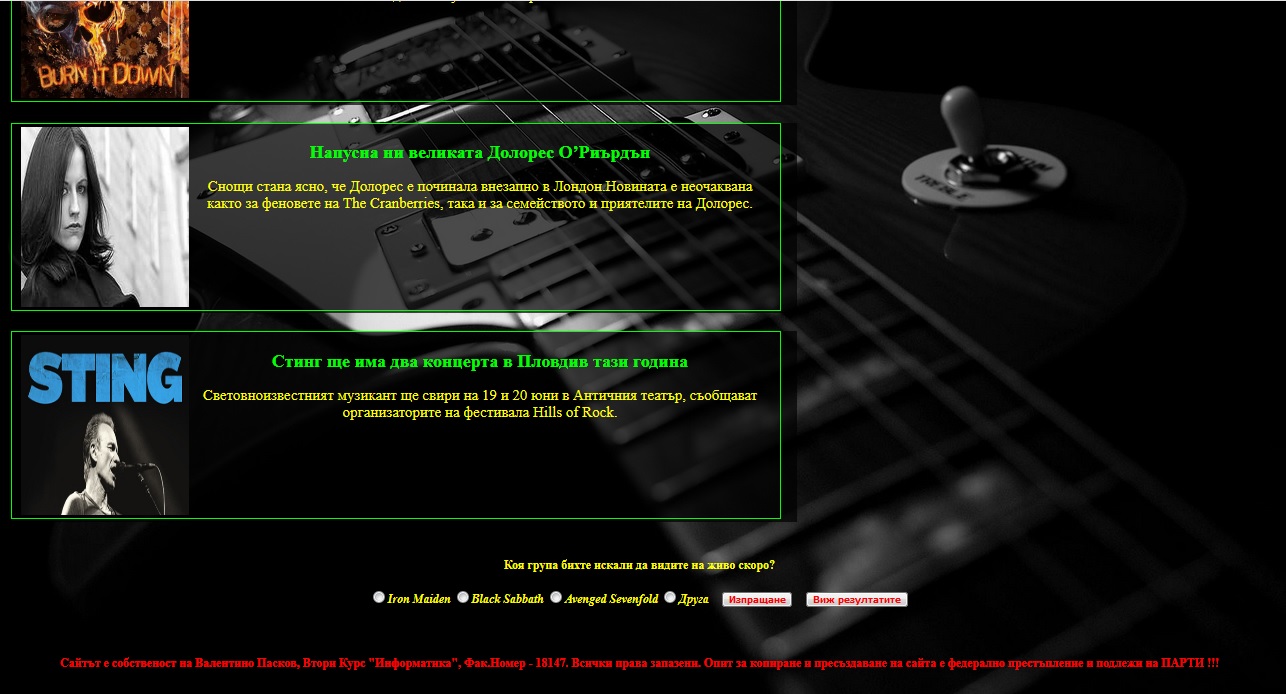 BURN IT DOWN
Напусна ни великата Долорес О’Риърдън
Снощи стана ясно, че Долорес е починала внезапно в Лондон.Новината е неочаквана
както за феновете на The Cranberries, така и за семейството и приятелите на Долорес.
TREBLE
STING
Стинг ще има два концерта в Пловдив тази година
Световноизвестният музикант ще свири на 19 и 20 юни в Античния театър, съобщават
организаторите на фестивала Hills of Rock.
Коя група бихте искали да видите на живо скоро?
Iron Maiden Black Sabbath Avenged Sevenfold Друга Изпращане Виж резултатите
Сайтът е собственост на Валентино Пасков, Втори Курс "Информатика", Фак.Номер - 18147. Всички права запазени. Опит за копиране и пресъздаване на сайта е федерално престъпление и подлежи на ПАРТИ !!!